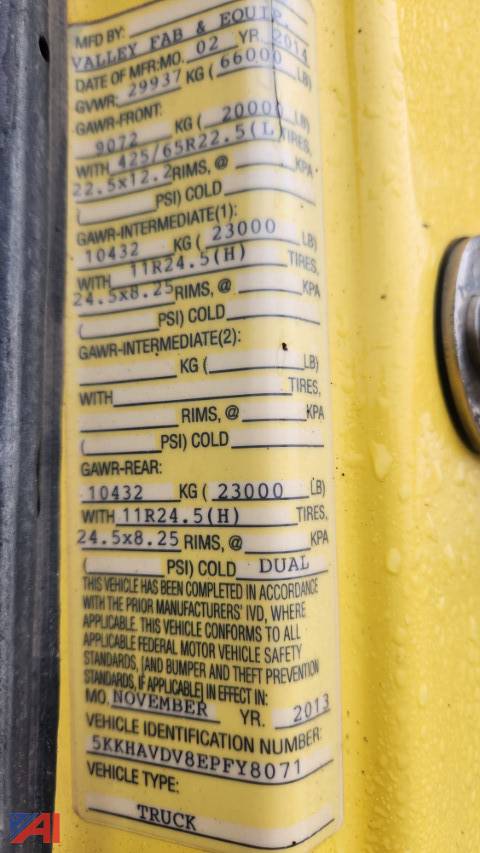 MFD BY:
VALLEY FAB & EQUIP.
DATE OF MFR: MO. 02 YR. 2014
GVWR: 29937 KG ( 66000 LB)
GAWR-FRONT:
9072 KG ( 20000 LB)
WITH 425/65R22.5(L) TIRES,
22.5x12.2 RIMS, @ KPA
( PSI) COLD
GAWR-INTERMEDIATE(1):
10432 KG ( 23000 LB)
WITH 11R24.5(H) TIRES,
24.5x8.25 RIMS, @ KPA
( PSI) COLD
GAWR-INTERMEDIATE(2):
KG ( LB)
WITH TIRES,
RIMS, @ KPA
( PSI) COLD
GAWR-REAR:
10432 KG ( 23000 LB)
WITH 11R24.5(H) TIRES,
24.5x8.25 RIMS, @ KPA
( PSI) COLD DUAL
THIS VEHICLE HAS BEEN COMPLETED IN ACCORDANCE
WITH THE PRIOR MANUFACTURERS' IVD, WHERE
APPLICABLE. THIS VEHICLE CONFORMS TO ALL
APPLICABLE FEDERAL MOTOR VEHICLE SAFETY
STANDARDS, [AND BUMPER AND THEFT PREVENTION
STANDARDS, IF APPLICABLE] IN EFFECT IN:
MO. NOVEMBER YR. 2013
VEHICLE IDENTIFICATION NUMBER:
5KKHAVDV8EPFY8071
VEHICLE TYPE:
TRUCK
AI